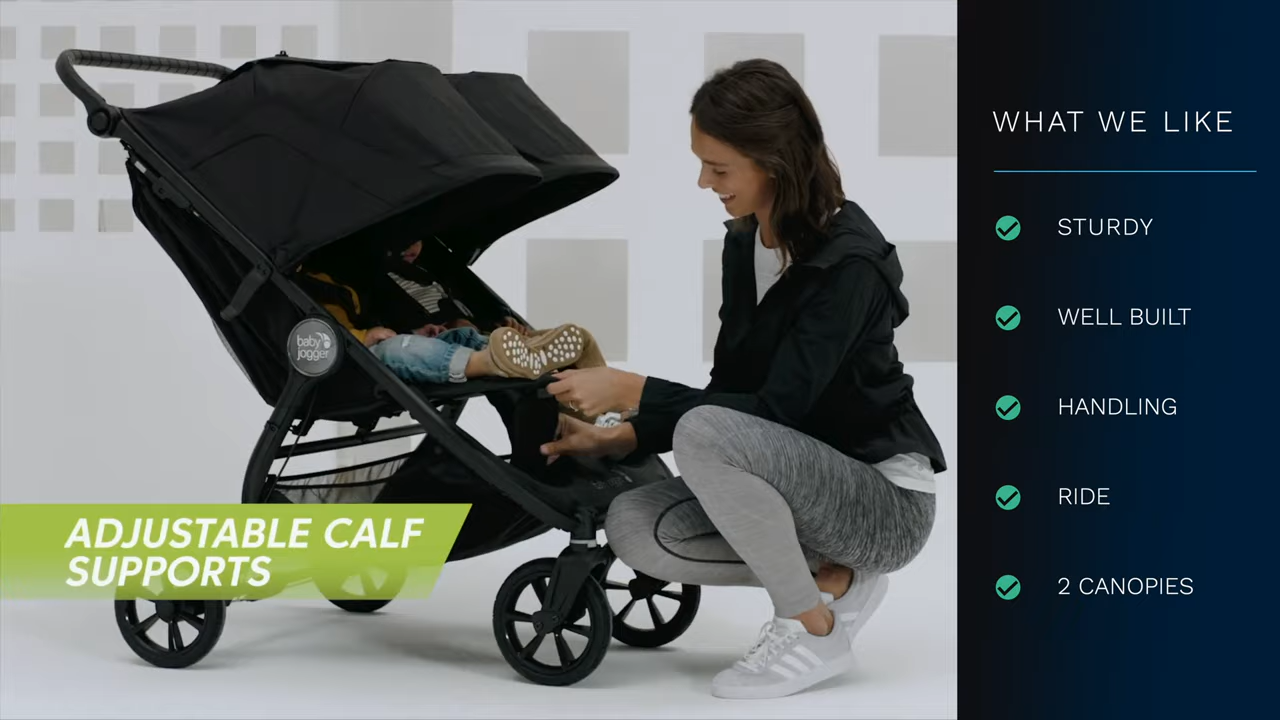 baby
jogger
ADJUSTABLE CALF
SUPPORTS
WHAT WE LIKE
STURDY
WELL BUILT
HANDLING
RIDE
2 CANOPIES